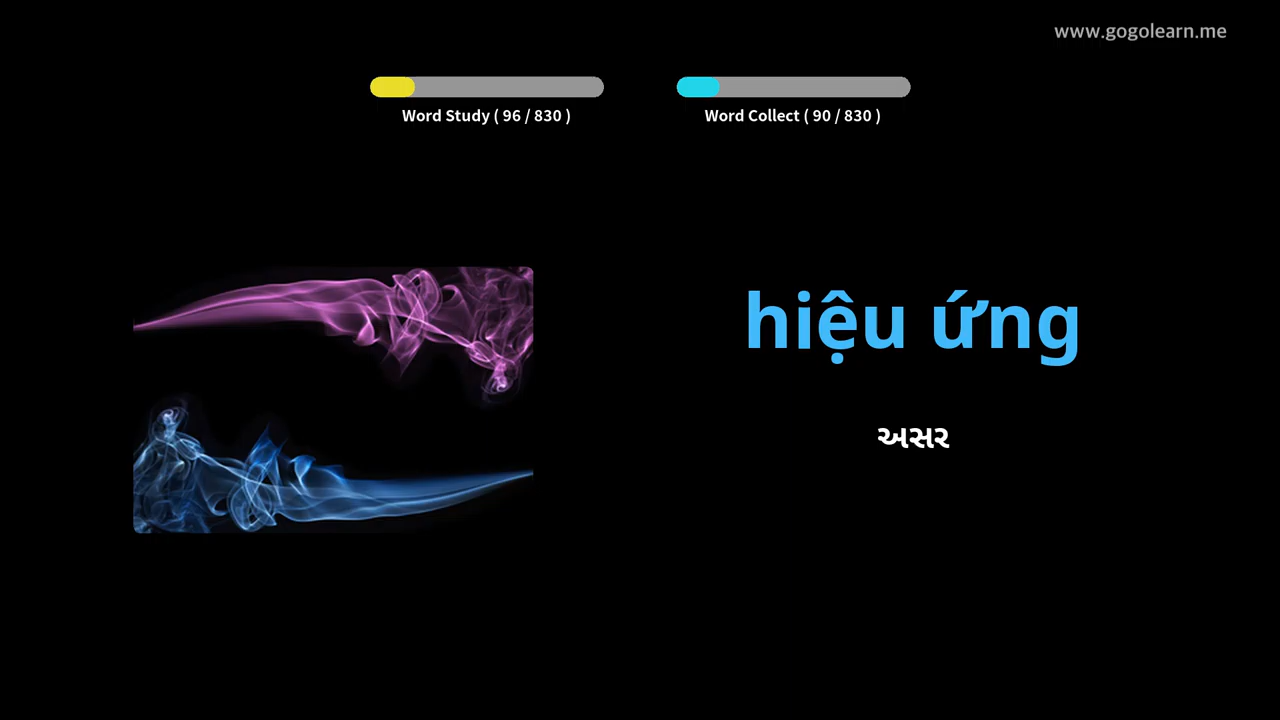 www.gogolearn.me
Word Study ( 96 / 830 )
Word Collect ( 90 / 830 )
hiệu ứng
અસર